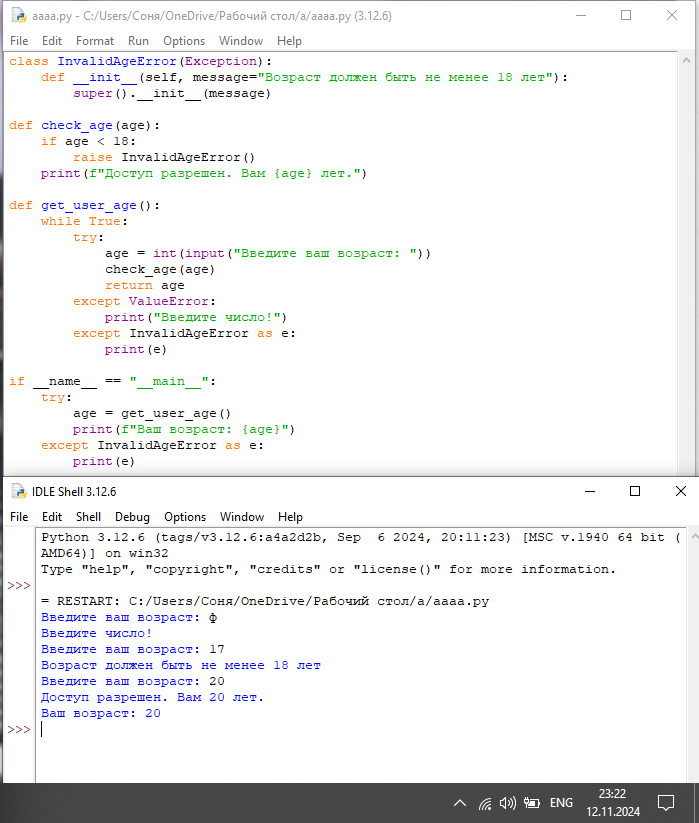 aaaa.py - C:/Users/Соня/OneDrive/Рабочий стол/a/aaaa.py (3.12.6)
File Edit Format Run Options Window Help
class InvalidAgeError(Exception):
    def __init__(self, message="Возраст должен быть не менее 18 лет"):
        super().__init__(message)

def check_age(age):
    if age < 18:
        raise InvalidAgeError()
    print(f"Доступ разрешен. Вам {age} лет.")

def get_user_age():
    while True:
        try:
            age = int(input("Введите ваш возраст: "))
            check_age(age)
            return age
        except ValueError:
            print("Введите число!")
        except InvalidAgeError as e:
            print(e)

if __name__ == "__main__":
    try:
        age = get_user_age()
        print(f"Ваш возраст: {age}")
    except InvalidAgeError as e:
        print(e)
IDLE Shell 3.12.6
File Edit Shell Debug Options Window Help
Python 3.12.6 (tags/v3.12.6:a4a2d2b, Sep  6 2024, 20:11:23) [MSC v.1940 64 bit (
AMD64)] on win32
Type "help", "copyright", "credits" or "license()" for more information.
>>>
= RESTART: C:/Users/Соня/OneDrive/Рабочий стол/a/aaaa.py
Введите ваш возраст: ф
Введите число!
Введите ваш возраст: 17
Возраст должен быть не менее 18 лет
Введите ваш возраст: 20
Доступ разрешен. Вам 20 лет.
Ваш возраст: 20
>>>
ENG
23:22
12.11.2024